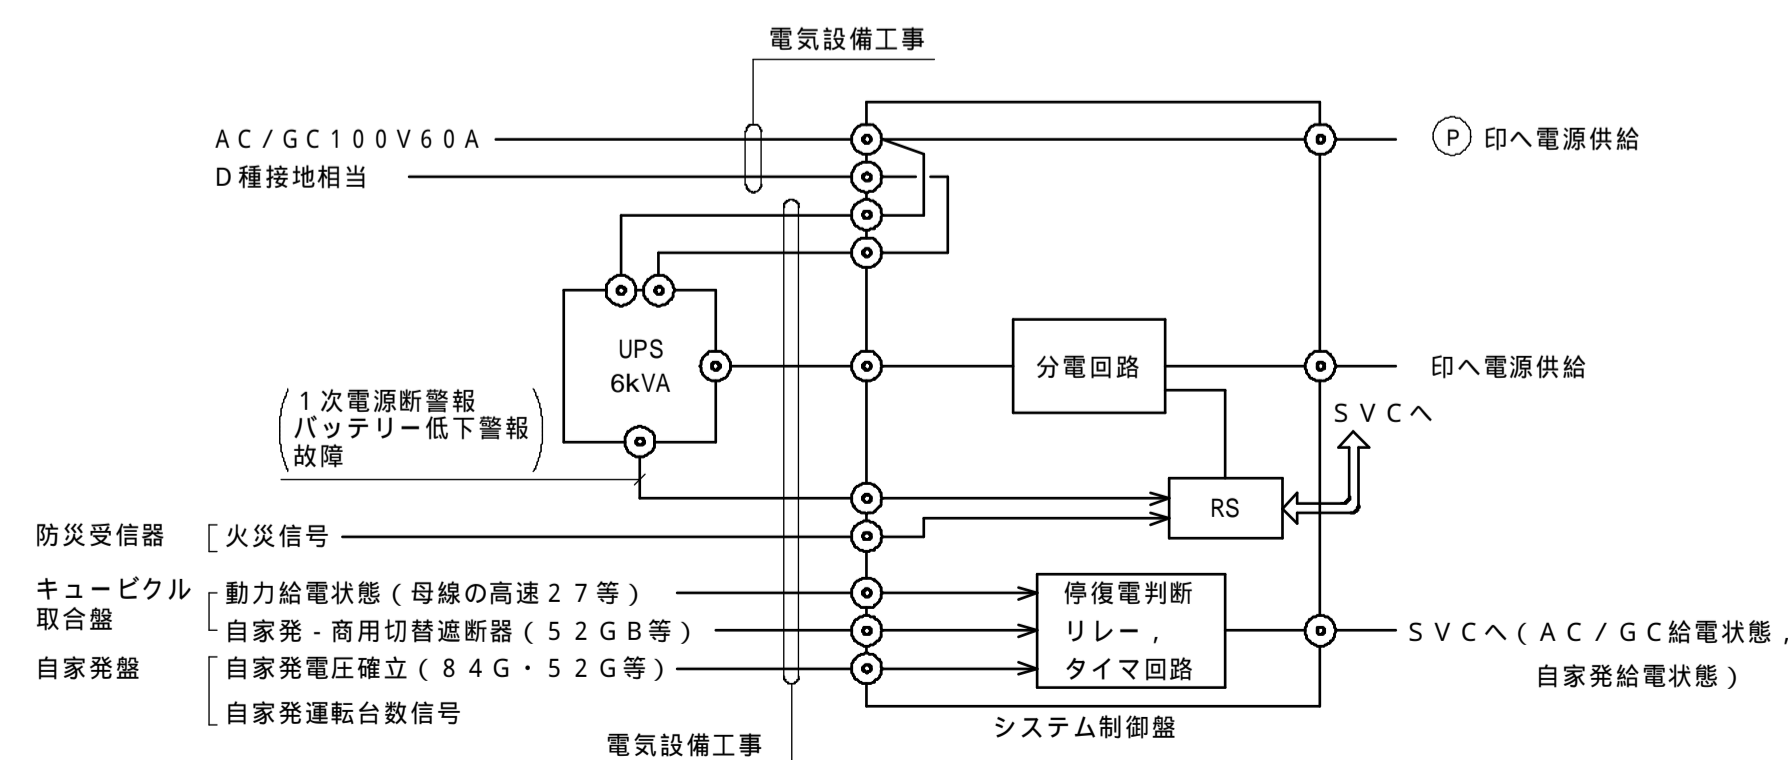 電気設備工事
AC/GC100V60A
Ⓟ印へ電源供給
D種接地相当
UPS
6kVA
分電回路
印へ電源供給
1次電源断警報
バッテリー低下警報
故障
SVCへ
RS
防災受信器 火災信号
キュービクル
取合盤
動力給電状態(母線の高速27等)
自家発-商用切替遮断器(52GB等)
自家発盤 自家発電圧確立(84G・52G等)
自家発運転台数信号
停復電判断
リレー,
タイマ回路
SVCへ(AC/GC給電状態,
自家発給電状態)
システム制御盤
電気設備工事